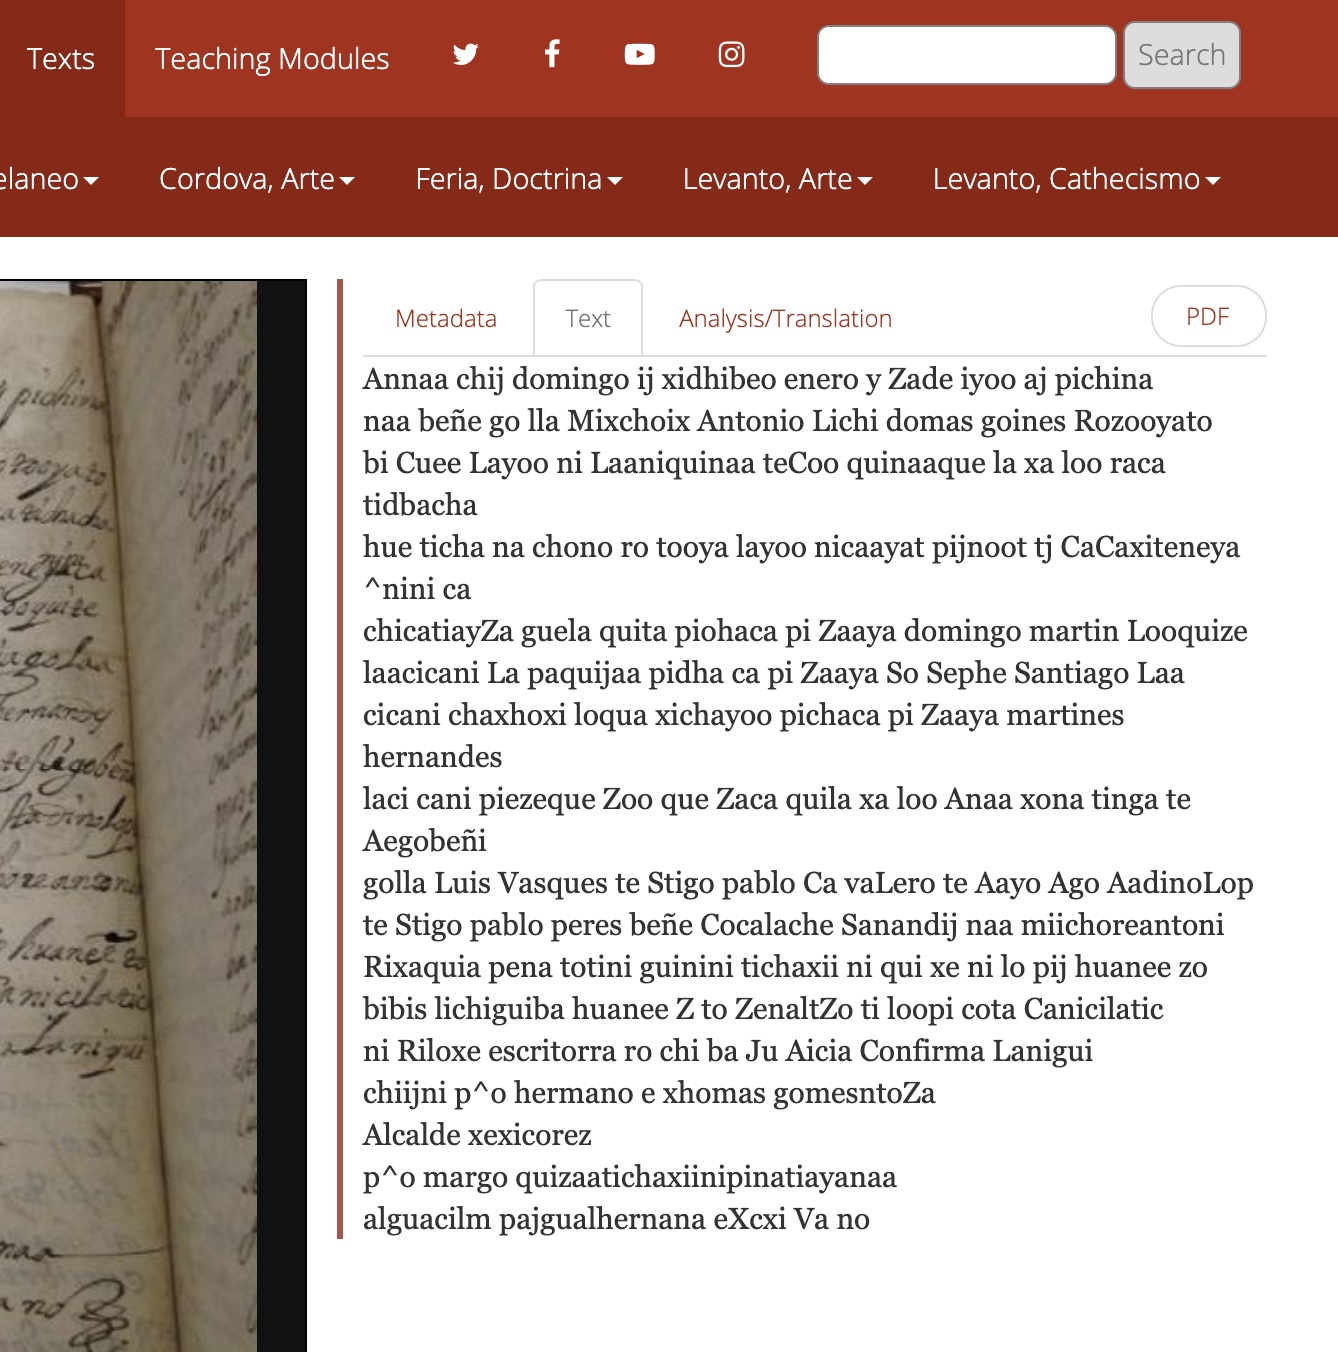 Texts
Teaching Modules
Search
elaneo
Cordova, Arte
Feria, Doctrina
Levanto, Arte
Levanto, Cathecismo
Metadata
Text
Analysis/Translation
PDF
Annaa chij domingo ij xidhibeo enero y Zade iyoo aj pichina
naa beñe go lla Mixchoix Antonio Lichi domas goines Rozooyato
bi Cuee Layoo ni Laaniquinaa teCoo quinaaque la xa loo raca
tidbacha
hue ticha na chono ro tooya layoo nicaayat pijnoot tj CaCaxiteneya
^nini ca
chicatiayZa guela quita piohaca pi Zaaya domingo martin Looquize
laacicani La paquijaa pidha ca pi Zaaya So Sephe Santiago Laa
cicani chaxhoxi loqua xichayoo pichaca pi Zaaya martines
hernandes
laci cani piezeque Zoo que Zaca quila xa loo Anaa xona tinga te
Aegobeñi
golla Luis Vasques te Stigo pablo Ca vaLero te Aayo Ago AadinoLop
te Stigo pablo peres beñe Cocalache Sanandij naa miichoreantoni
Rixaquia pena totini guinini tichaxii ni qui xe ni lo pij huanee zo
bibis lichiguiba huanee Z to ZenaltZo ti loopi cota Canicilatic
ni Riloxe escritorra ro chi ba Ju Aicia Confirma Lanigui
chiijni p^o hermano e xhomas gomesntoZa
Alcalde xexicorez
p^o margo quizaatichaxiinipinatiayanaa
alguacilm pajgualhernana eXcxi Va no